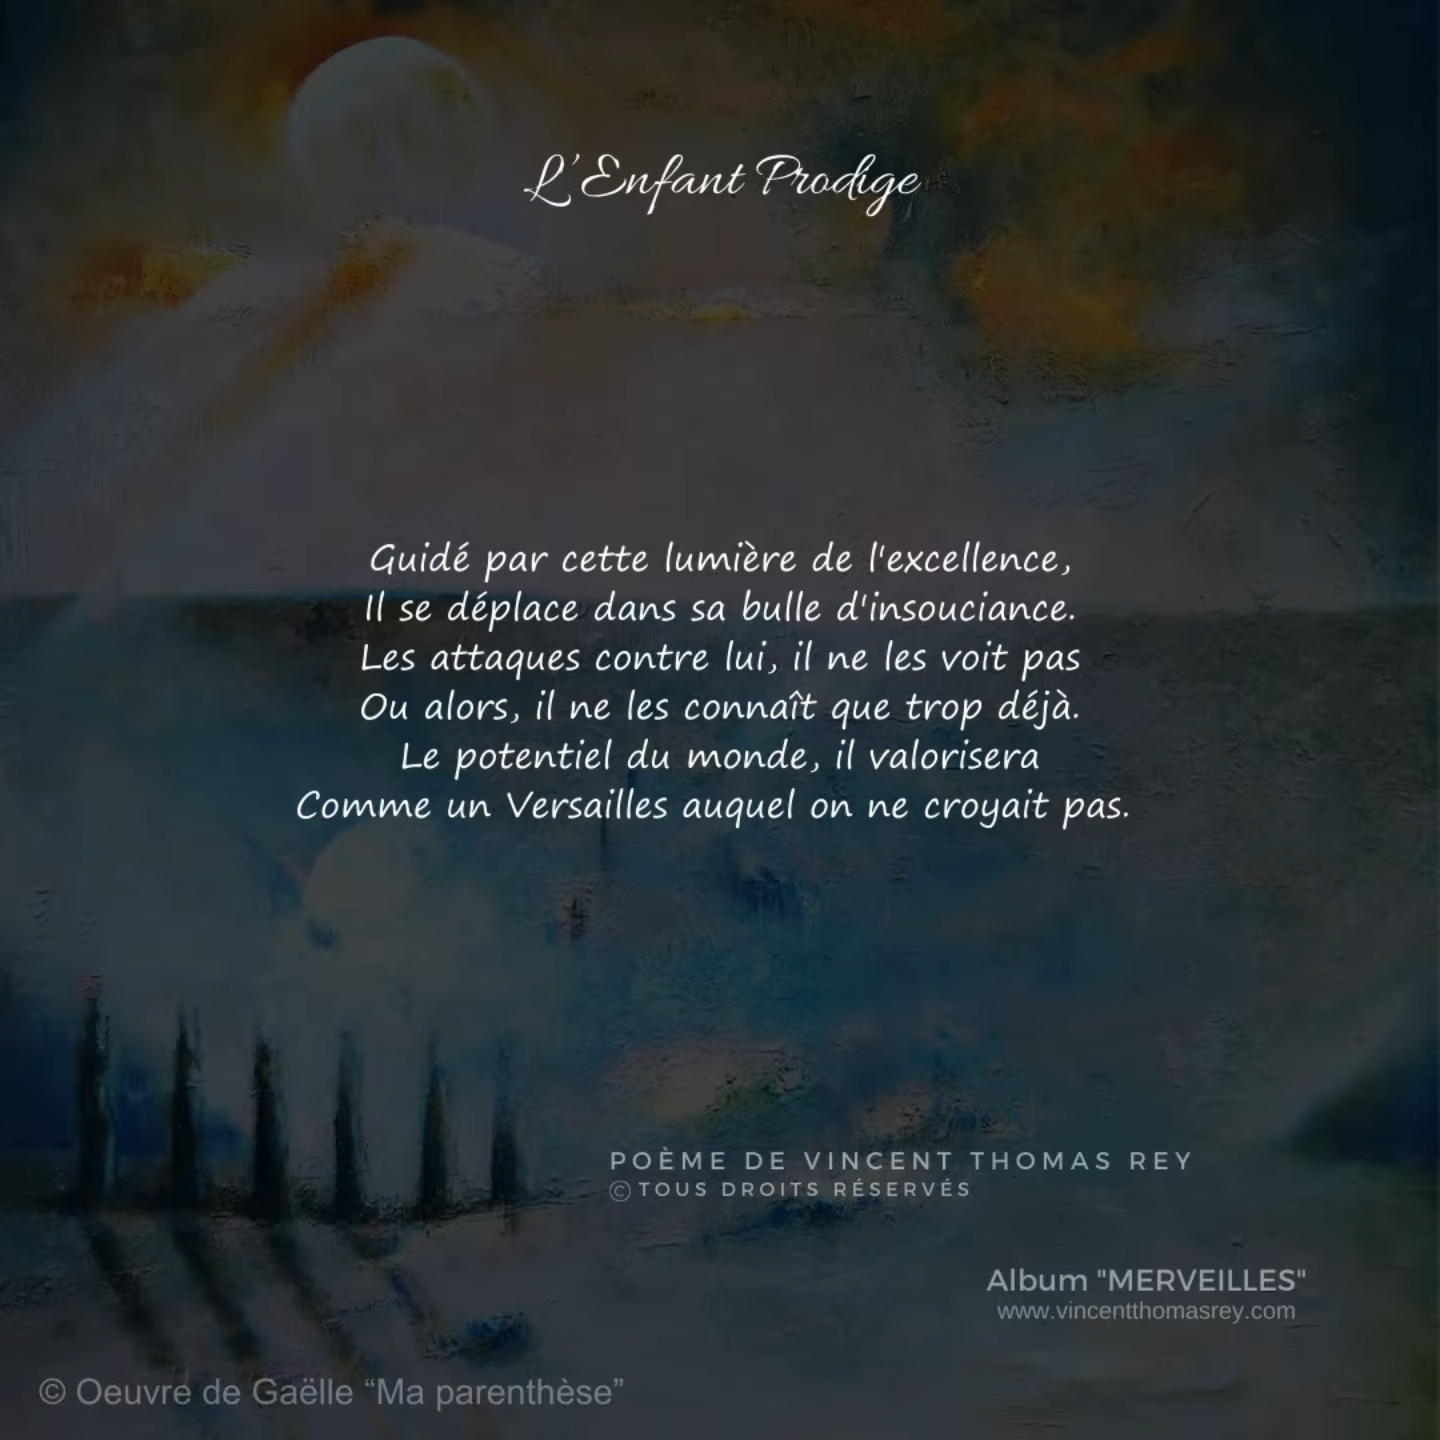 L'Enfant Prodige
Guidé par cette lumière de l'excellence,
Il se déplace dans sa bulle d'insouciance.
Les attaques contre lui, il ne les voit pas
Ou alors, il ne les connaît que trop déjà.
Le potentiel du monde, il valorisera
Comme un Versailles auquel on ne croyait pas.
POÈME DE VINCENT THOMAS REY
© TOUS DROITS RÉSERVÉS
Album "MERVEILLES"
www.vincentthomasrey.com
© Oeuvre de Gaëlle “Ma parenthèse”